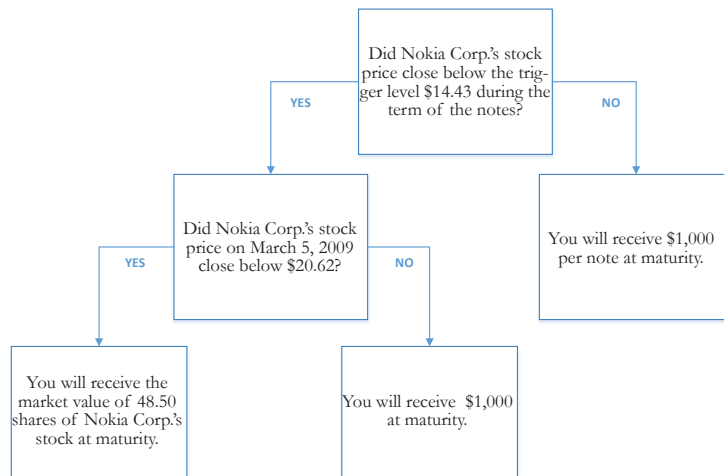 Did Nokia Corp.'s stock
price close below the trig-
ger level $14.43 during the
term of the notes?
YES
NO
Did Nokia Corp.'s stock
price on March 5, 2009
close below $20.62?
You will receive $1,000
per note at maturity.
YES
NO
You will receive the
market value of 48.50
shares of Nokia Corp.'s
stock at maturity.
You will receive $1,000
at maturity.